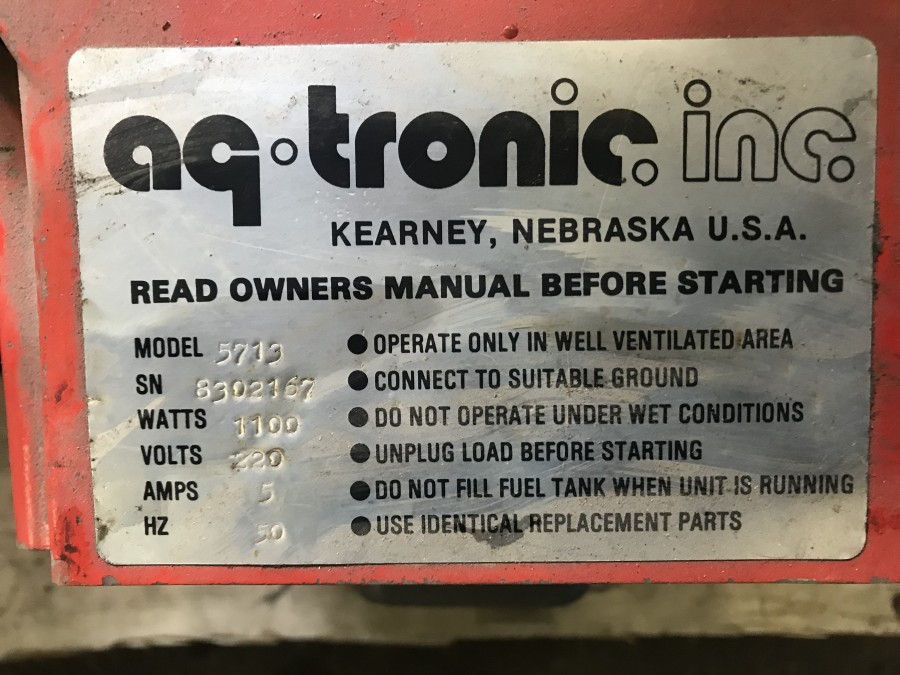 ag·tronic. inc.
KEARNEY, NEBRASKA U.S.A.
READ OWNERS MANUAL BEFORE STARTING
MODEL 5713 ● OPERATE ONLY IN WELL VENTILATED AREA
SN 8302167 ● CONNECT TO SUITABLE GROUND
WATTS 1100 ● DO NOT OPERATE UNDER WET CONDITIONS
VOLTS 220 ● UNPLUG LOAD BEFORE STARTING
AMPS 5 ● DO NOT FILL FUEL TANK WHEN UNIT IS RUNNING
HZ 50 ● USE IDENTICAL REPLACEMENT PARTS